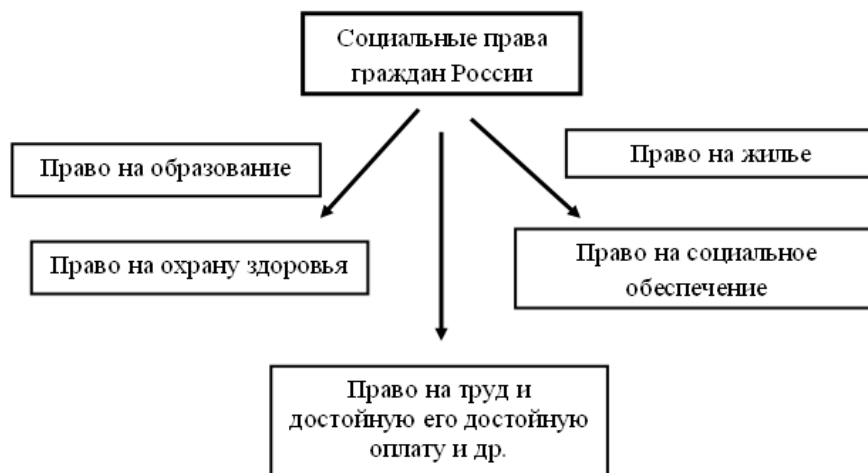 Социальные права
граждан России
Право на образование
Право на жилье
Право на охрану здоровья
Право на социальное
обеспечение
Право на труд и
достойную его достойную
оплату и др.